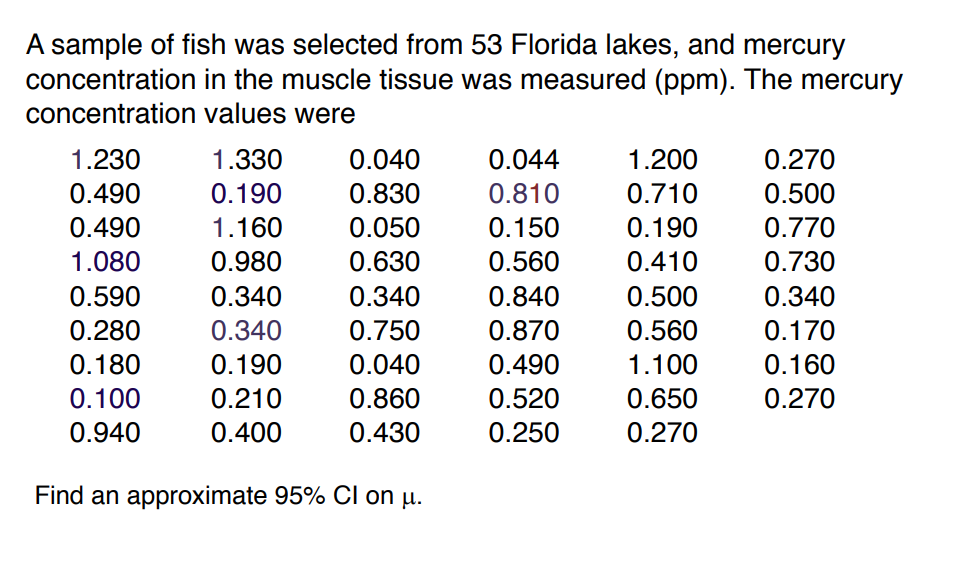 A sample of fish was selected from 53 Florida lakes, and mercury
concentration in the muscle tissue was measured (ppm). The mercury
concentration values were
1.230 1.330 0.040 0.044 1.200 0.270
0.490 0.190 0.830 0.810 0.710 0.500
0.490 1.160 0.050 0.150 0.190 0.770
1.080 0.980 0.630 0.560 0.410 0.730
0.590 0.340 0.340 0.840 0.500 0.340
0.280 0.340 0.750 0.870 0.560 0.170
0.180 0.190 0.040 0.490 1.100 0.160
0.100 0.210 0.860 0.520 0.650 0.270
0.940 0.400 0.430 0.250 0.270
Find an approximate 95% CI on μ.